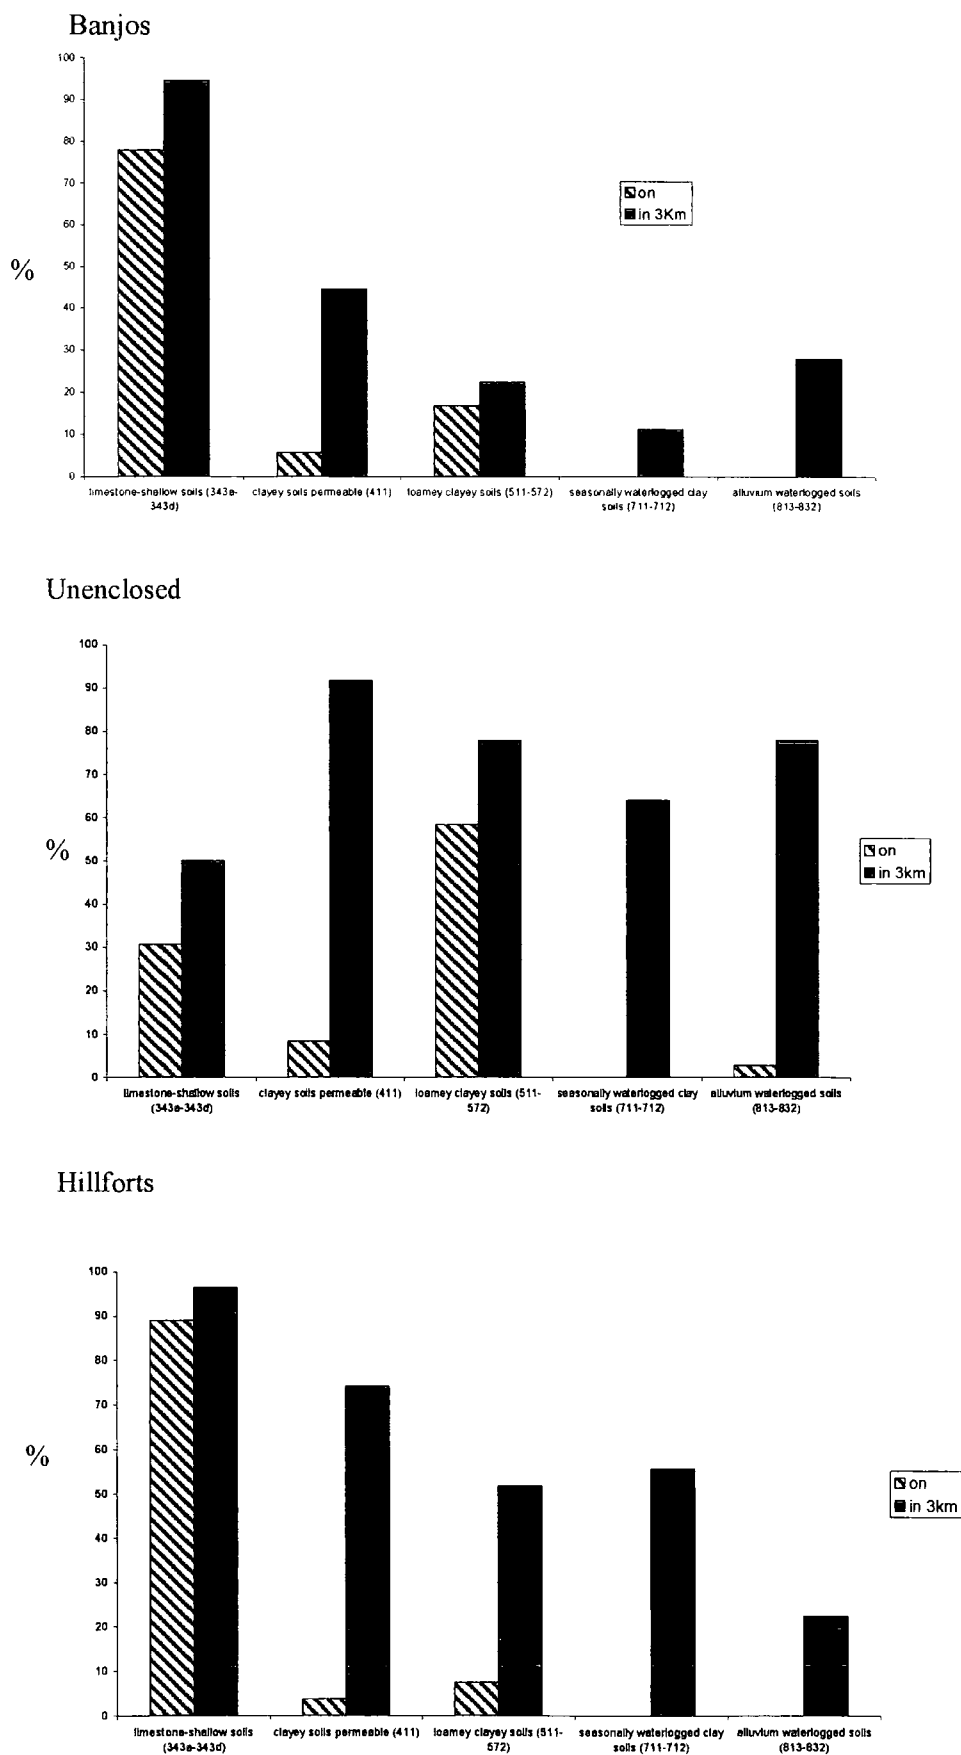 Banjos
100
90
80
70
60
50
40
30
20
10
0
%
on
in 3Km
limestone-shallow soils (343a-
343d)
clayey soils permeable (411)
loamey clayey soils (511-572)
seasonally waterlogged clay
soils (711-712)
alluvium waterlogged soils
(813-832)
Unenclosed
100
90
80
70
60
50
40
30
20
10
0
%
on
in 3km
limestone-shallow soils
(343a-343d)
clayey soils permeable (411)
loamey clayey soils (511-
572)
seasonally waterlogged clay
soils (711-712)
alluvium waterlogged soils
(813-832)
Hillforts
100
90
80
70
60
50
40
30
20
10
0
%
on
in 3km
limestone-shallow soils
(343a-343d)
clayey soils permeable (411)
loamey clayey soils (511-
572)
seasonally waterlogged clay
soils (711-712)
alluvium waterlogged soils
(813-832)